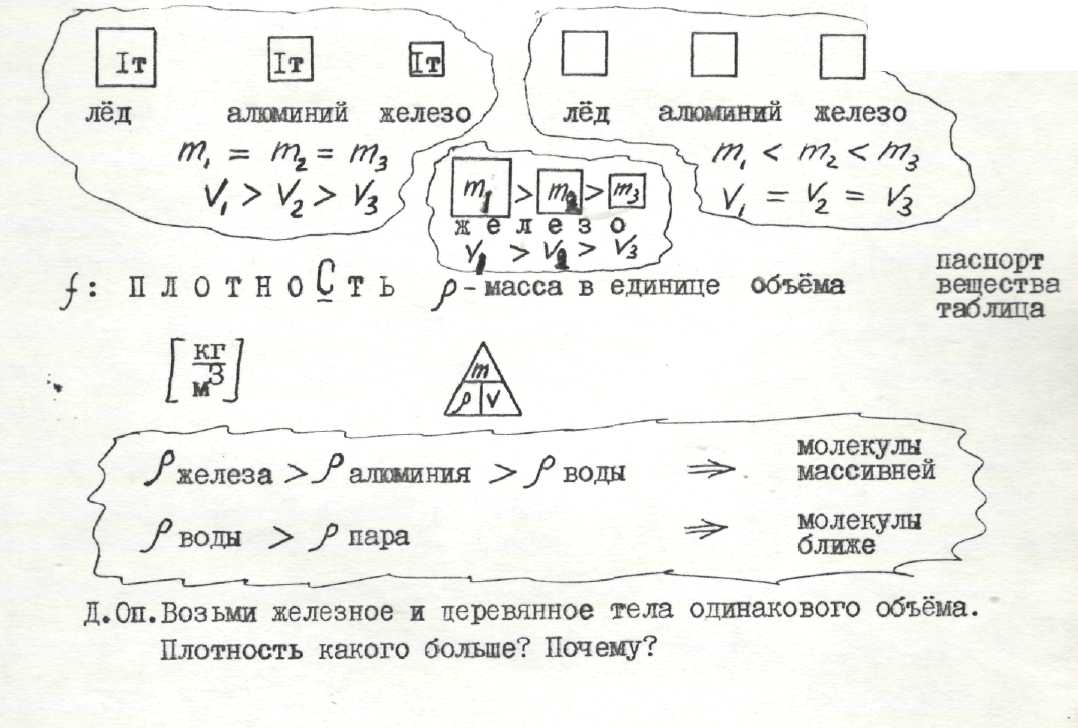 Iт Iт Iт
лёд алюминий железо
m₁ = m₂ = m₃
V₁ > V₂ > V₃
лёд алюминий железо
m₁ < m₂ < m₃
V₁ = V₂ = V₃
m₁ > m₂ > m₃
железо
V₁ > V₂ > V₃
f: ПЛОТНОСТЬ ρ - масса в единице объёма
паспорт
вещества
таблица
[кг/м³]
m
ρ V
ρ железа > ρ алюминия > ρ воды ⇒ молекулы
массивней
ρ воды > ρ пара ⇒ молекулы
ближе
Д.Оп. Возьми железное и деревянное тела одинакового объёма.
Плотность какого больше? Почему?